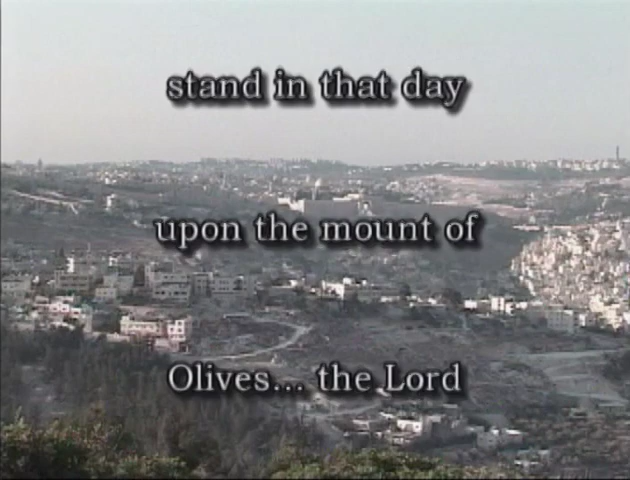 stand in that day
upon the mount of
Olives... the Lord